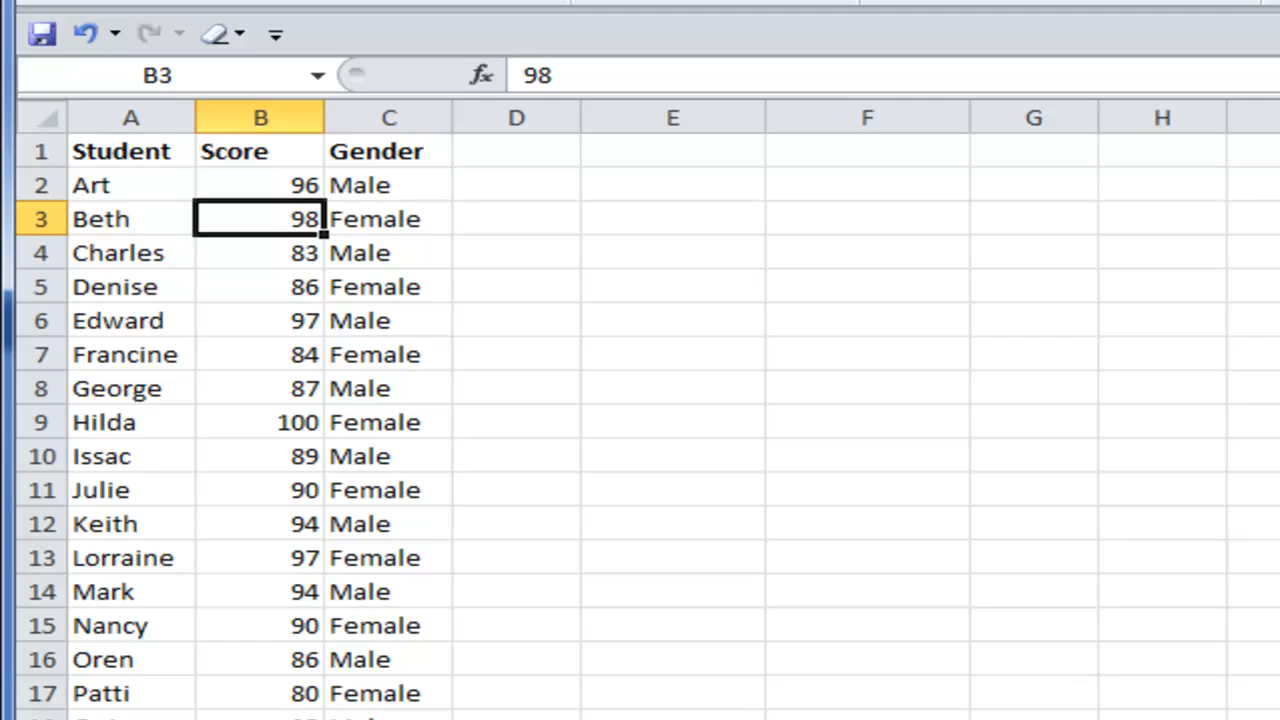 B3 fx 98
A B C D E F G H
1 Student Score Gender
2 Art 96 Male
3 Beth 98 Female
4 Charles 83 Male
5 Denise 86 Female
6 Edward 97 Male
7 Francine 84 Female
8 George 87 Male
9 Hilda 100 Female
10 Issac 89 Male
11 Julie 90 Female
12 Keith 94 Male
13 Lorraine 97 Female
14 Mark 94 Male
15 Nancy 90 Female
16 Oren 86 Male
17 Patti 80 Female